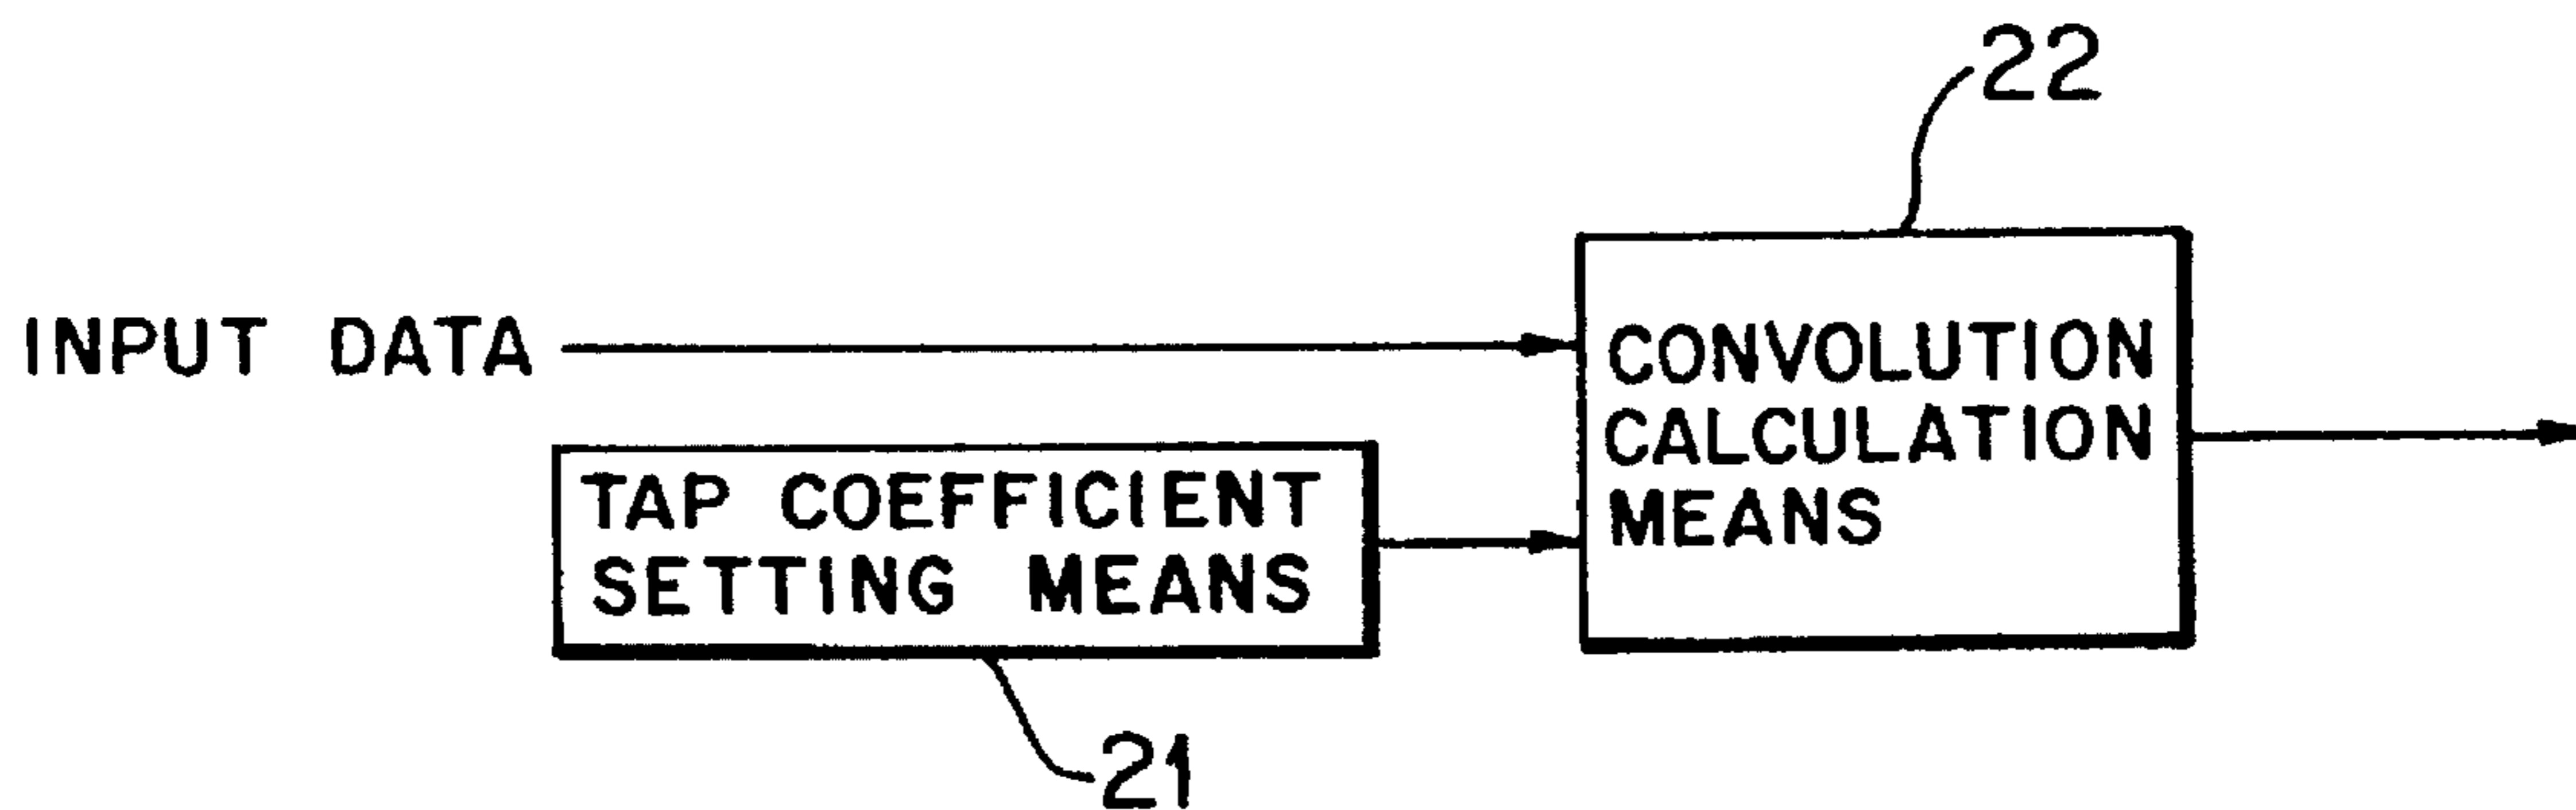 22
INPUT DATA
CONVOLUTION
CALCULATION
MEANS
TAP COEFFICIENT
SETTING MEANS
21